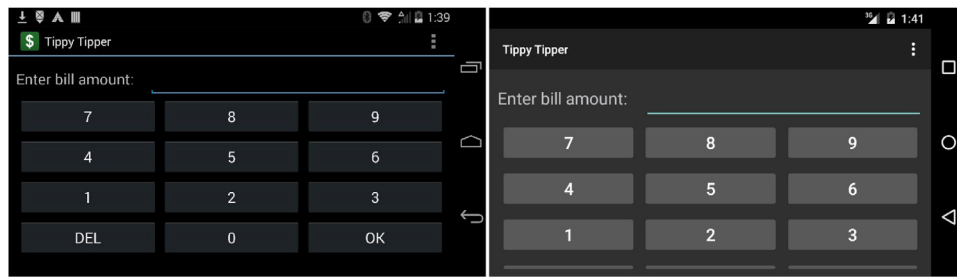 1:39
$ Tippy Tipper
Enter bill amount:
7 8 9
4 5 6
1 2 3
DEL 0 OK
3G 1:41
Tippy Tipper
Enter bill amount:
7 8 9
4 5 6
1 2 3